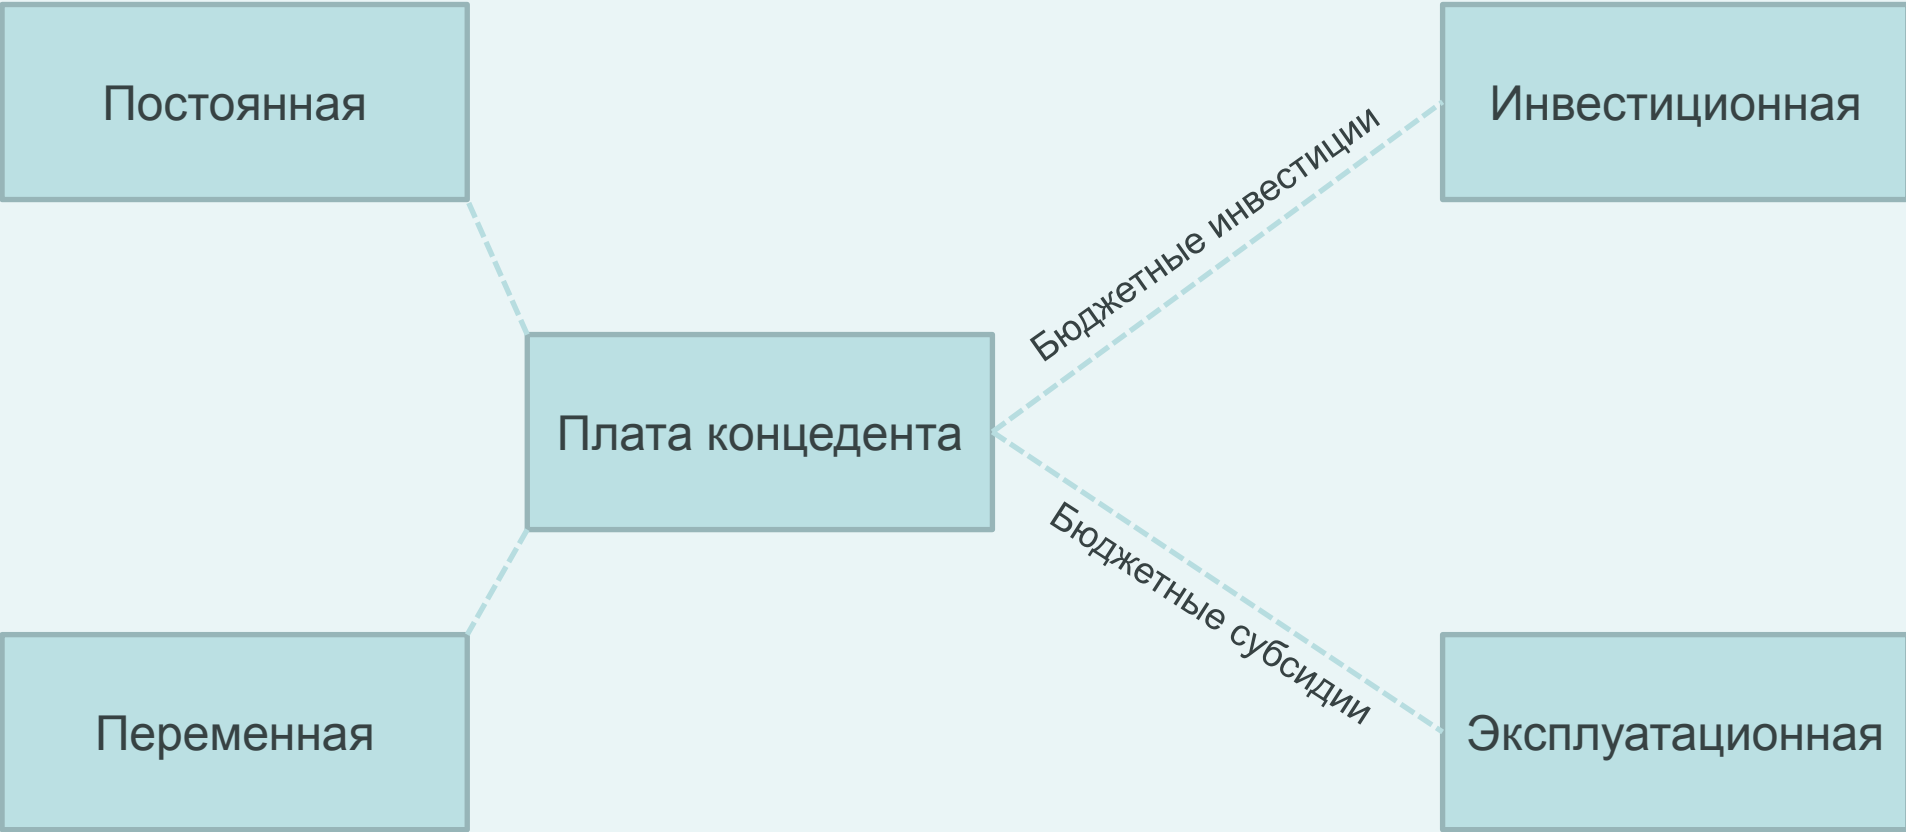 Постоянная
Инвестиционная
Бюджетные инвестиции
Плата концедента
Бюджетные субсидии
Переменная
Эксплуатационная